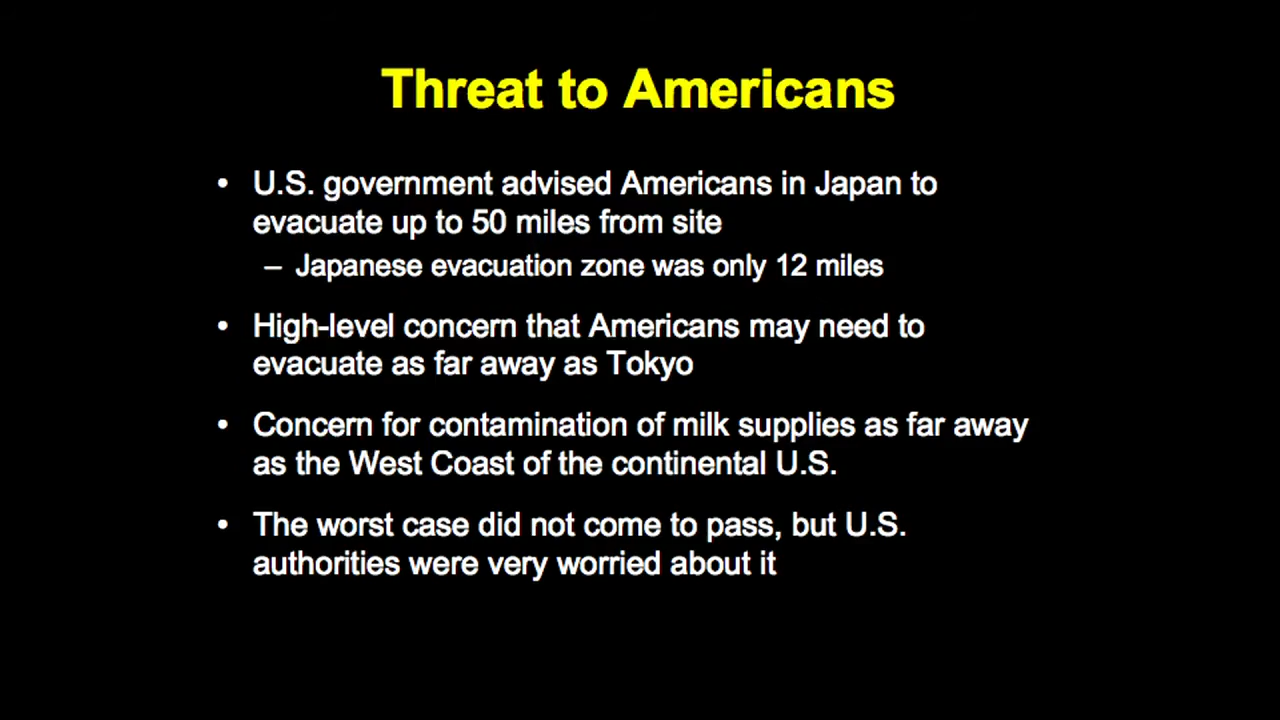 Threat to Americans
• U.S. government advised Americans in Japan to
evacuate up to 50 miles from site
– Japanese evacuation zone was only 12 miles
• High-level concern that Americans may need to
evacuate as far away as Tokyo
• Concern for contamination of milk supplies as far away
as the West Coast of the continental U.S.
• The worst case did not come to pass, but U.S.
authorities were very worried about it